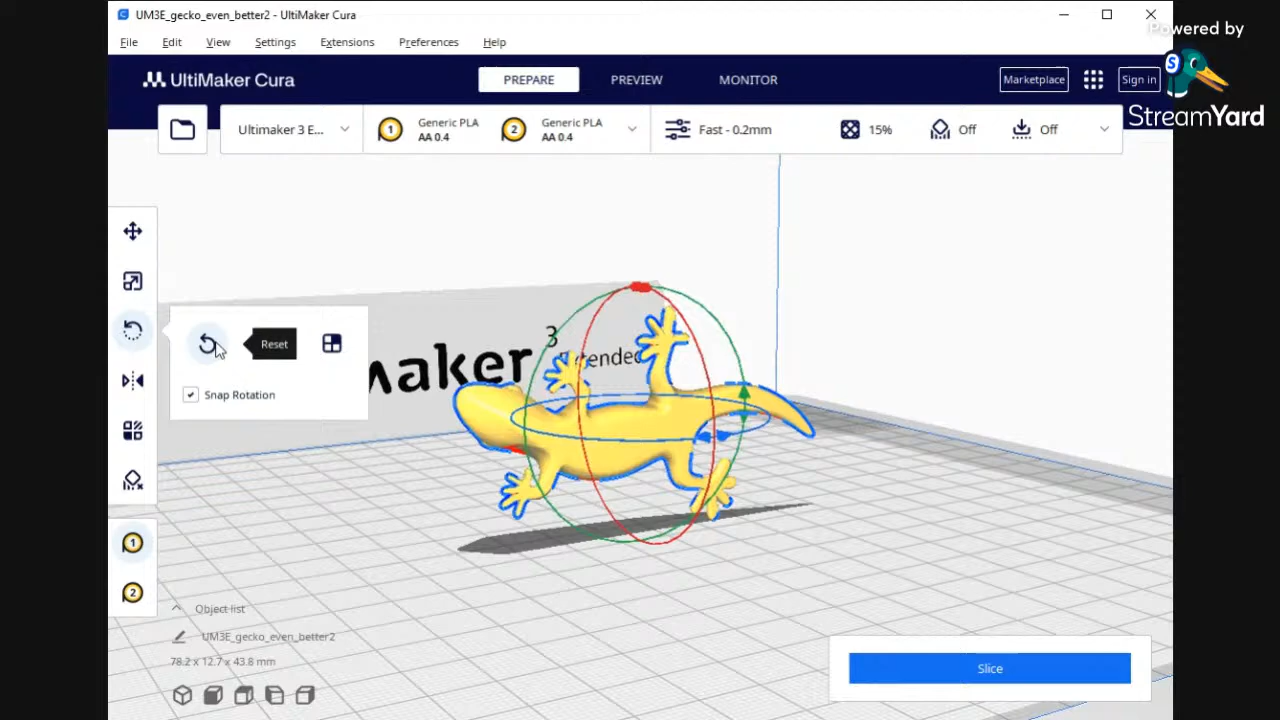 UM3E_gecko_even_better2 - UltiMaker Cura
Powered by
File Edit View Settings Extensions Preferences Help
StreamYard
UltiMaker Cura
PREPARE PREVIEW MONITOR
Marketplace Sign in
Ultimaker 3 E...
1 Generic PLA AA 0.4
2 Generic PLA AA 0.4
Fast - 0.2mm 15% Off Off
Reset
Snap Rotation
maker 3
Extended
1
2
Object list
UM3E_gecko_even_better2
78.2 x 12.7 x 43.8 mm
Slice